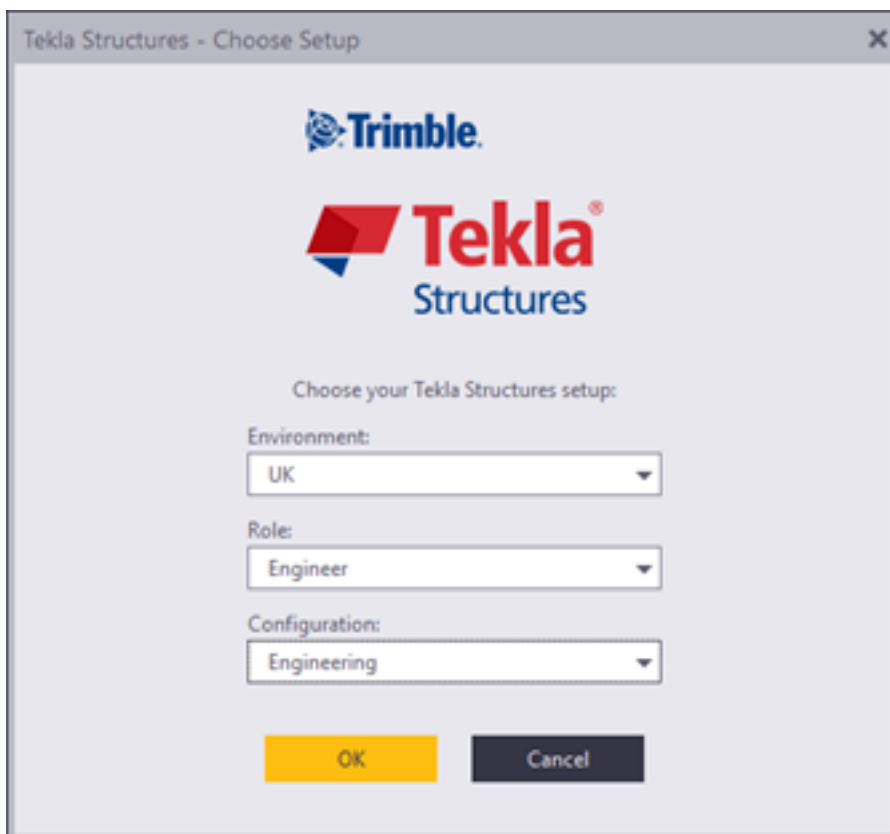 Tekla Structures - Choose Setup
Trimble.
Tekla®
Structures
Choose your Tekla Structures setup:
Environment:
UK
Role:
Engineer
Configuration:
Engineering
OK Cancel